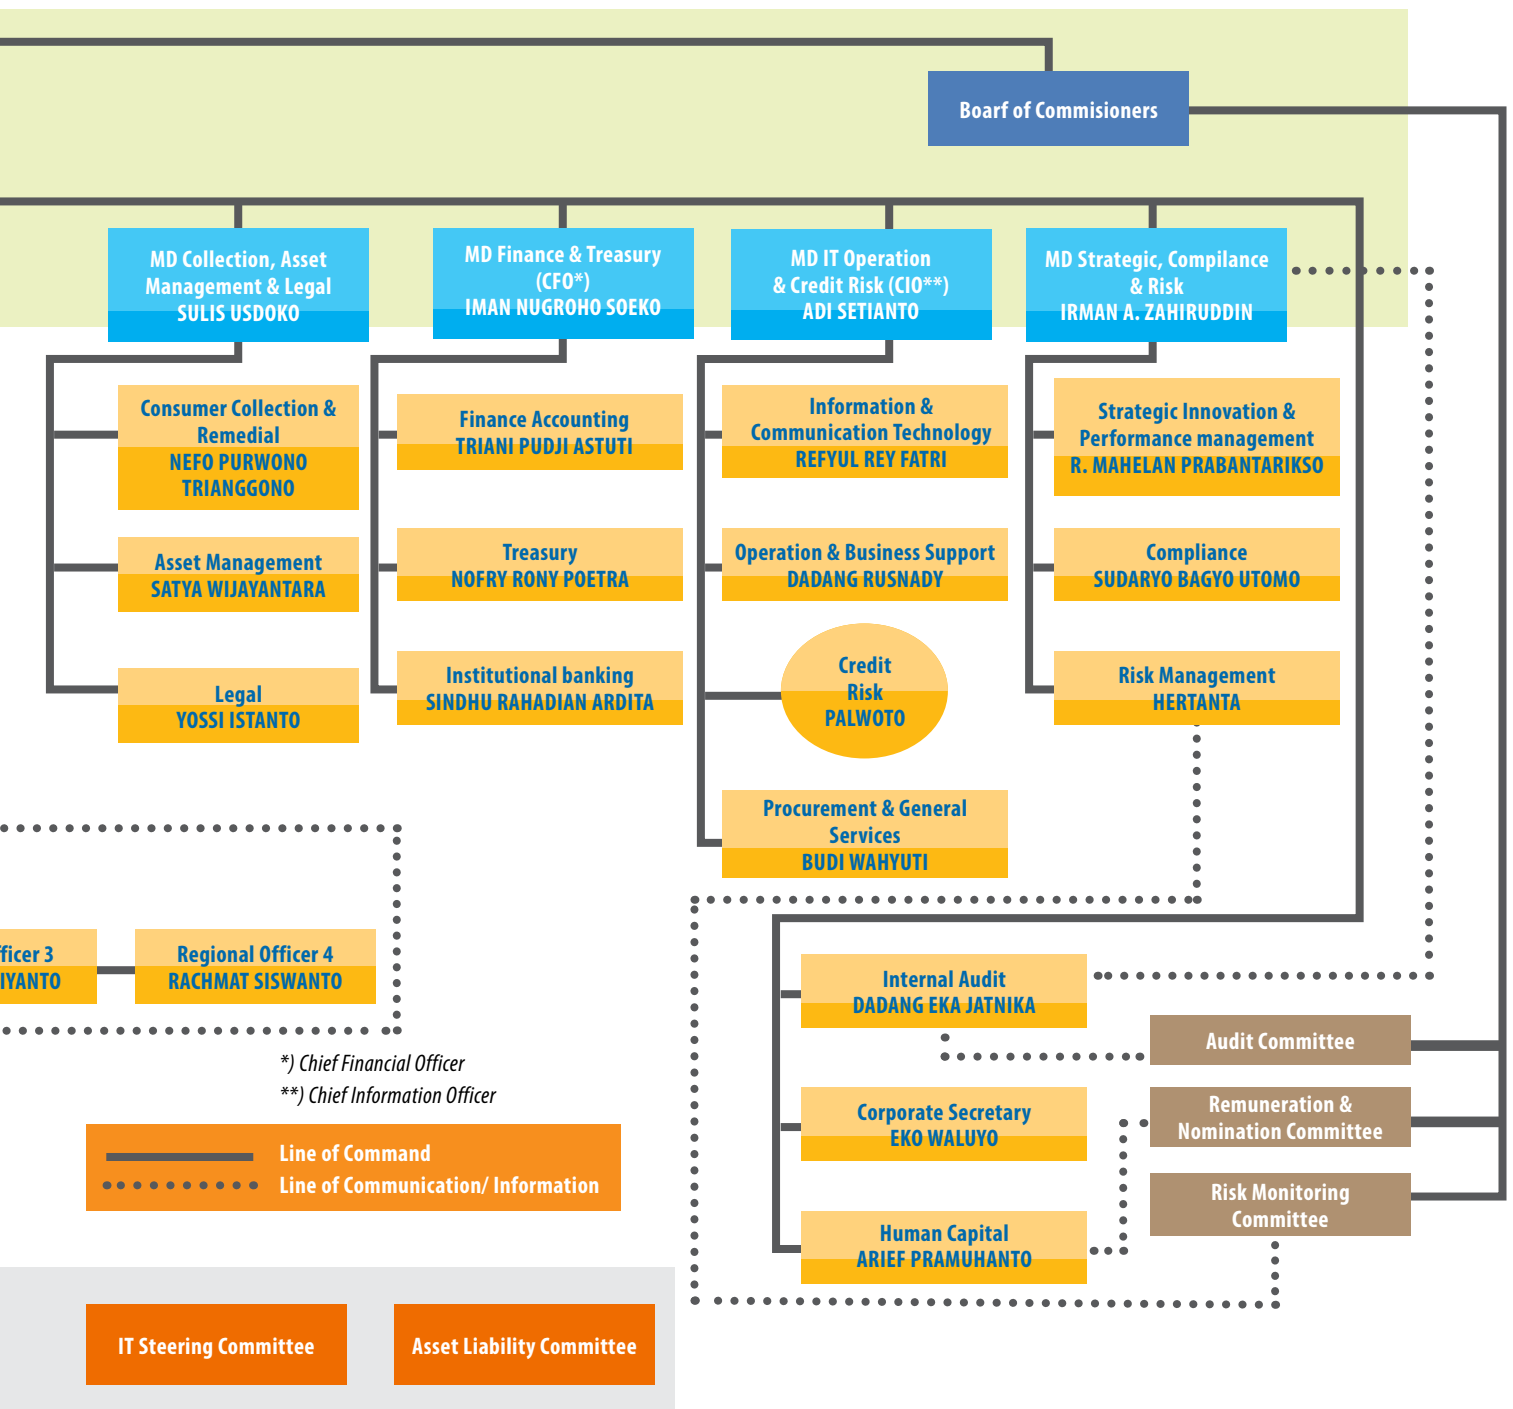 Boarf of Commisioners
MD Collection, Asset
Management & Legal
SULIS USDOKO
MD Finance & Treasury
(CFO*)
IMAN NUGROHO SOEKO
MD IT Operation
& Credit Risk (CIO**)
ADI SETIANTO
MD Strategic, Compilance
& Risk
IRMAN A. ZAHIRUDDIN
Consumer Collection &
Remedial
NEFO PURWONO
TRIANGGONO
Asset Management
SATYA WIJAYANTARA
Legal
YOSSI ISTANTO
Finance Accounting
TRIANI PUDJI ASTUTI
Treasury
NOFRY RONY POETRA
Institutional banking
SINDHU RAHADIAN ARDITA
Information &
Communication Technology
REFYUL REY FATRI
Operation & Business Support
DADANG RUSNADY
Credit
Risk
PALWOTO
Procurement & General
Services
BUDI WAHYUTI
Strategic Innovation &
Performance management
R. MAHELAN PRABANTARIKSO
Compliance
SUDARYO BAGYO UTOMO
Risk Management
HERTANTA
ficer 3
IYANTO
Regional Officer 4
RACHMAT SISWANTO
*) Chief Financial Officer
**) Chief Information Officer
Line of Command
Line of Communication/ Information
Internal Audit
DADANG EKA JATNIKA
Corporate Secretary
EKO WALUYO
Human Capital
ARIEF PRAMUHANTO
Audit Committee
Remuneration &
Nomination Committee
Risk Monitoring
Committee
IT Steering Committee
Asset Liability Committee